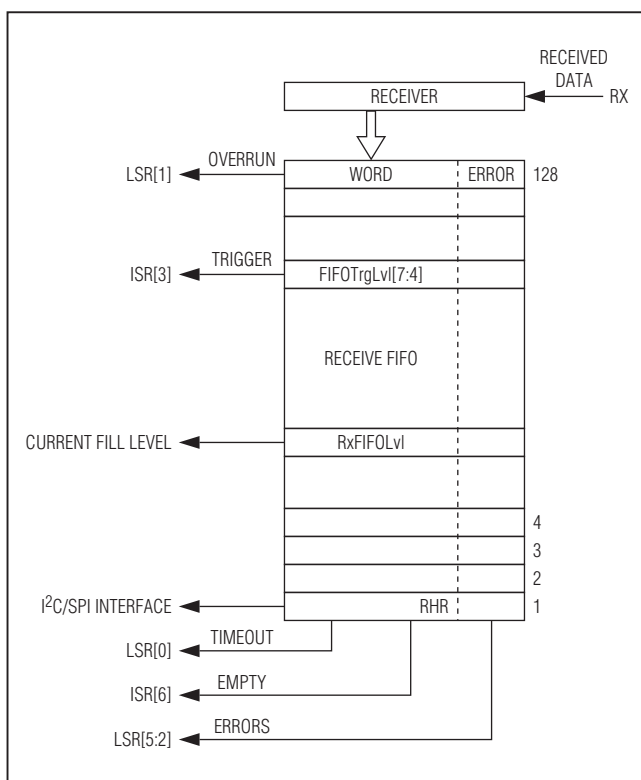 RECEIVED
DATA
RECEIVER
RX
OVERRUN
LSR[1]
WORD
ERROR
128
TRIGGER
ISR[3]
FIFOTrgLvl[7:4]
RECEIVE FIFO
CURRENT FILL LEVEL
RxFIFOLvl
4
3
2
I2C/SPI INTERFACE
RHR
1
TIMEOUT
LSR[0]
EMPTY
ISR[6]
ERRORS
LSR[5:2]